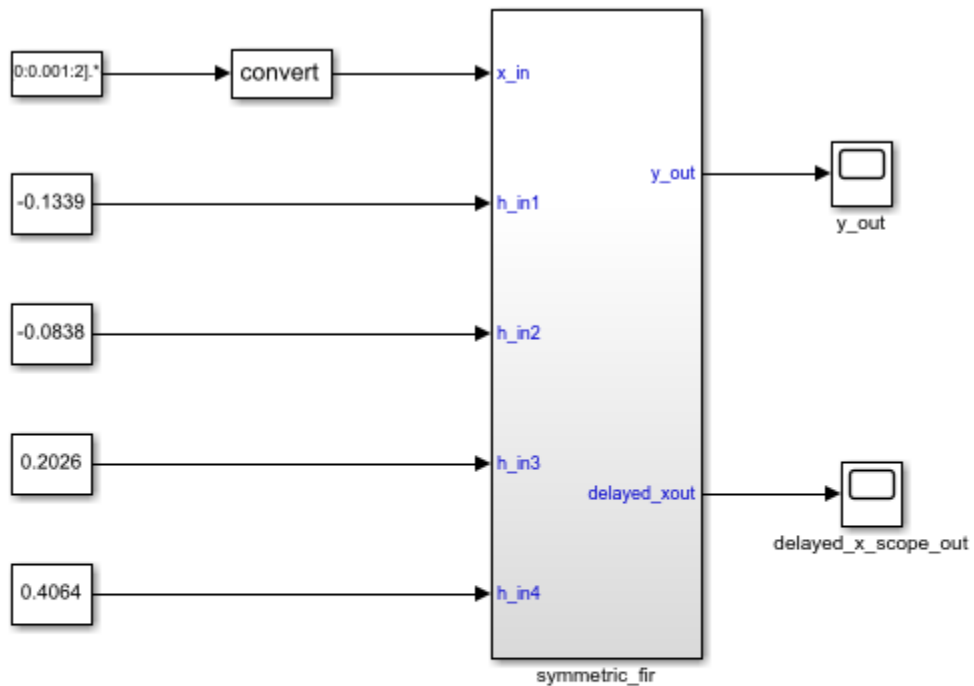 0:0.001:2].*
convert
x_in
-0.1339
h_in1
y_out
y_out
-0.0838
h_in2
0.2026
h_in3
delayed_xout
delayed_x_scope_out
0.4064
h_in4
symmetric_fir